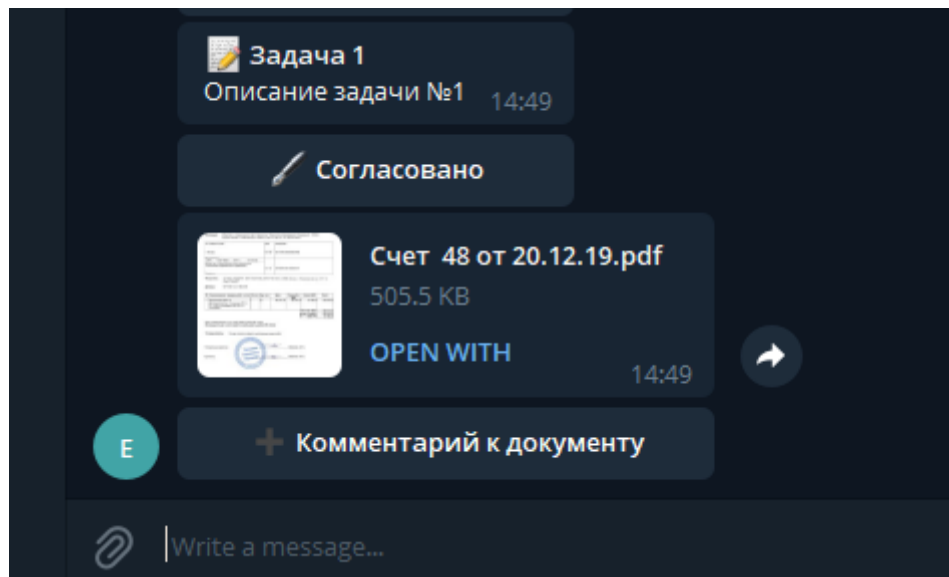 Задача 1
Описание задачи №1
14:49
Согласовано
Счет 48 от 20.12.19.pdf
505.5 KB
OPEN WITH
14:49
E
Комментарий к документу
Write a message...